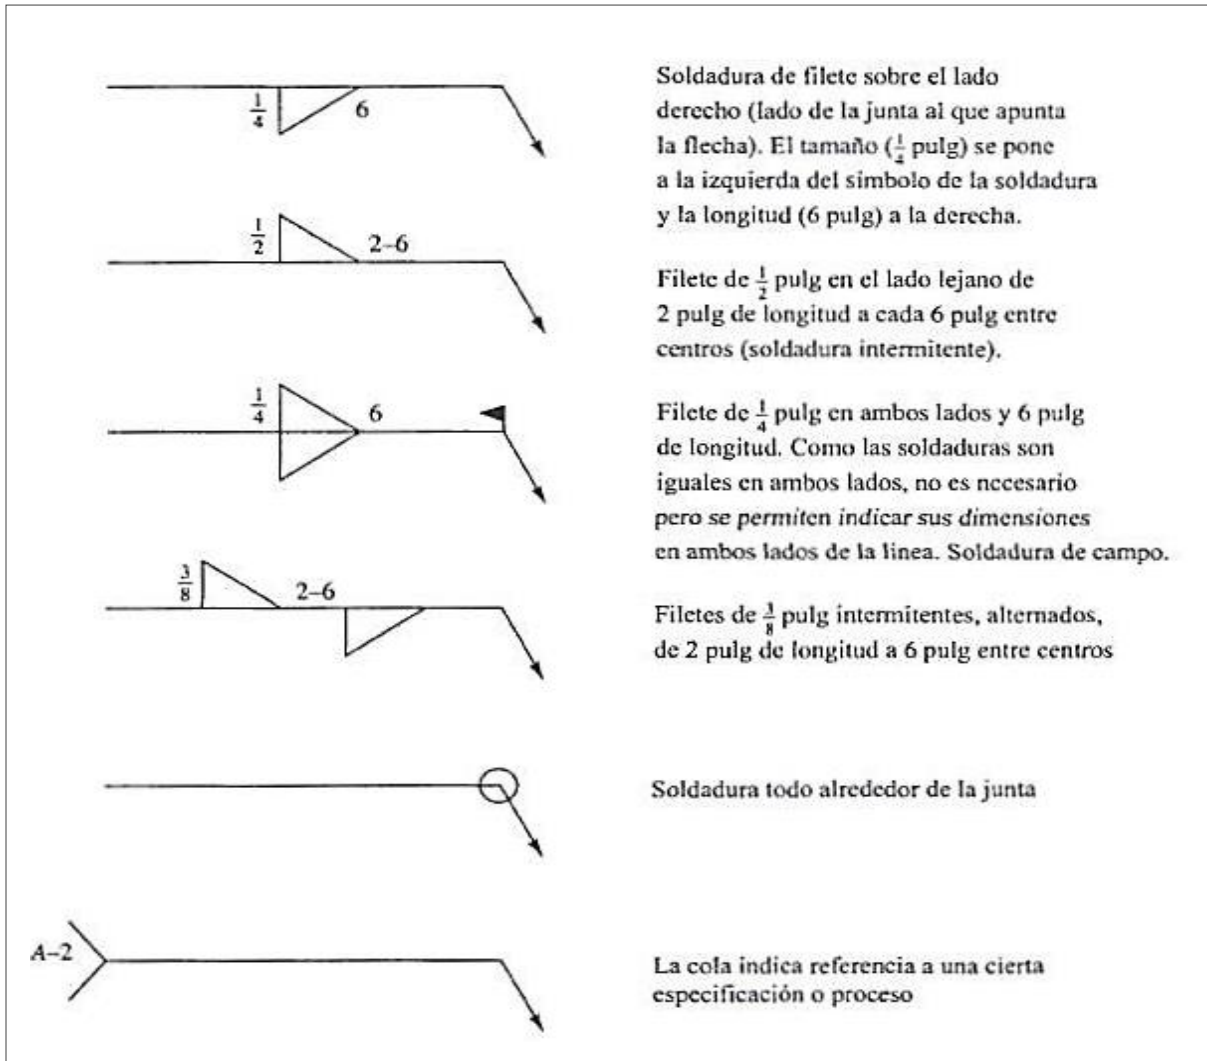 1/4 6
Soldadura de filete sobre el lado
derecho (lado de la junta al que apunta
la flecha). El tamaño (1/4 pulg) se pone
a la izquierda del símbolo de la soldadura
y la longitud (6 pulg) a la derecha.
1/2 2–6
Filete de 1/2 pulg en el lado lejano de
2 pulg de longitud a cada 6 pulg entre
centros (soldadura intermitente).
1/4 6
Filete de 1/4 pulg en ambos lados y 6 pulg
de longitud. Como las soldaduras son
iguales en ambos lados, no es necesario
pero se permiten indicar sus dimensiones
en ambos lados de la linea. Soldadura de campo.
3/8 2–6
Filetes de 3/8 pulg intermitentes, alternados,
de 2 pulg de longitud a 6 pulg entre centros
Soldadura todo alrededor de la junta
A–2
La cola indica referencia a una cierta
especificación o proceso